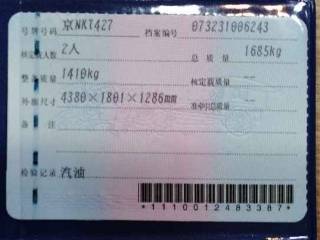 号牌号码 京NKT427 档案编号 073231006243
核定载人数 2人 总质量 1685kg
整备质量 1410kg 核定载质量 --
外廓尺寸 4380×1801×1286mm 准牵引总质量 --
备注
检验记录 汽油
*1110012483387*